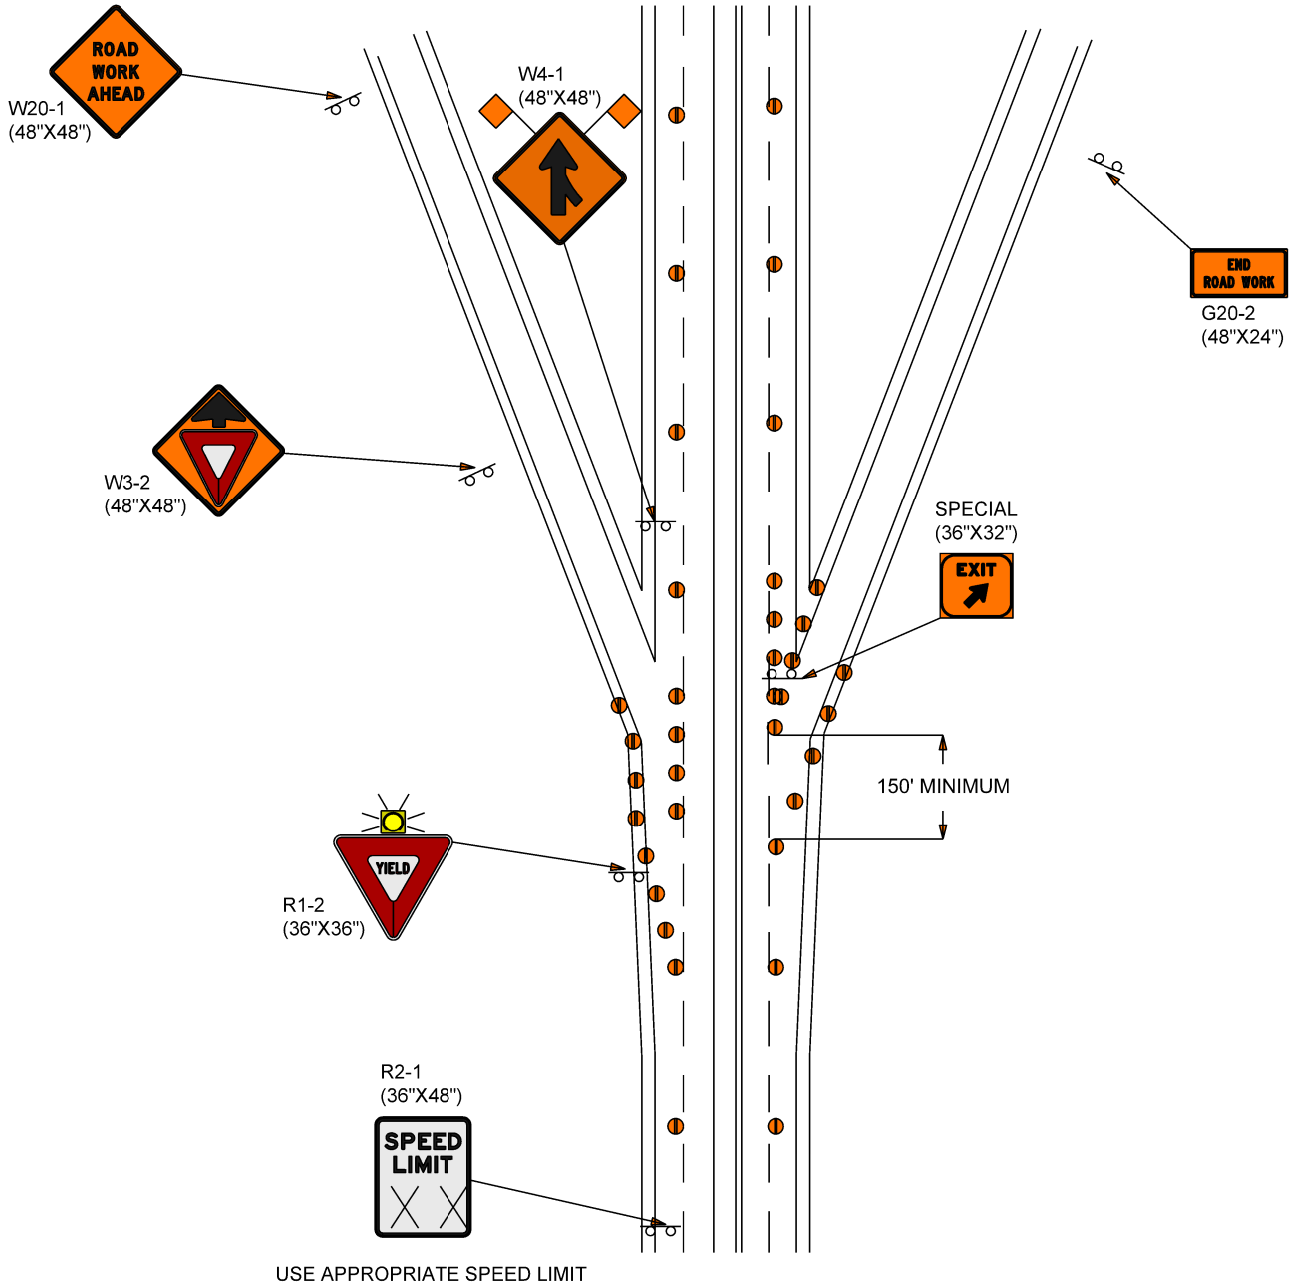 ROAD
WORK
AHEAD
W20-1
(48"X48")
W4-1
(48"X48")
END
ROAD WORK
G20-2
(48"X24")
W3-2
(48"X48")
SPECIAL
(36"X32")
EXIT
150' MINIMUM
YIELD
R1-2
(36"X36")
R2-1
(36"X48")
SPEED
LIMIT
XX
USE APPROPRIATE SPEED LIMIT